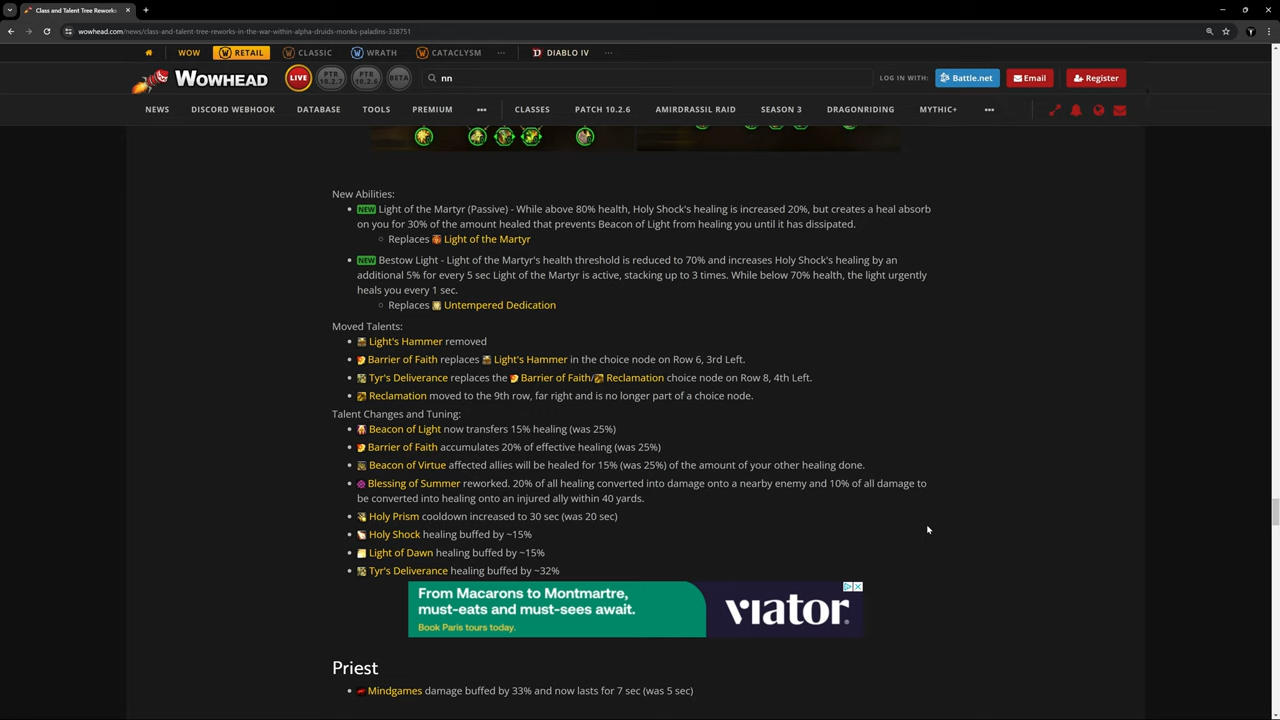 Class and Talent Tree Reworks
wowhead.com/news/class-and-talent-tree-reworks-in-the-war-within-alpha-druids-monks-paladins-338751
WOW
RETAIL
CLASSIC
WRATH
CATACLYSM
DIABLO IV
WOWHEAD
LIVE
PTR 10.2.7
PTR 10.2.6
BETA
nn
LOG IN WITH:
Battle.net
Email
Register
NEWS
DISCORD WEBHOOK
DATABASE
TOOLS
PREMIUM
CLASSES
PATCH 10.2.6
AMIRDRASSIL RAID
SEASON 3
DRAGONRIDING
MYTHIC+
New Abilities:
NEW Light of the Martyr (Passive) - While above 80% health, Holy Shock's healing is increased 20%, but creates a heal absorb
on you for 30% of the amount healed that prevents Beacon of Light from healing you until it has dissipated.
Replaces Light of the Martyr
NEW Bestow Light - Light of the Martyr's health threshold is reduced to 70% and increases Holy Shock's healing by an
additional 5% for every 5 sec Light of the Martyr is active, stacking up to 3 times. While below 70% health, the light urgently
heals you every 1 sec.
Replaces Untempered Dedication
Moved Talents:
Light's Hammer removed
Barrier of Faith replaces Light's Hammer in the choice node on Row 6, 3rd Left.
Tyr's Deliverance replaces the Barrier of Faith/ Reclamation choice node on Row 8, 4th Left.
Reclamation moved to the 9th row, far right and is no longer part of a choice node.
Talent Changes and Tuning:
Beacon of Light now transfers 15% healing (was 25%)
Barrier of Faith accumulates 20% of effective healing (was 25%)
Beacon of Virtue affected allies will be healed for 15% (was 25%) of the amount of your other healing done.
Blessing of Summer reworked. 20% of all healing converted into damage onto a nearby enemy and 10% of all damage to
be converted into healing onto an injured ally within 40 yards.
Holy Prism cooldown increased to 30 sec (was 20 sec)
Holy Shock healing buffed by ~15%
Light of Dawn healing buffed by ~15%
Tyr's Deliverance healing buffed by ~32%
From Macarons to Montmartre,
must-eats and must-sees await.
Book Paris tours today.
viator
Priest
Mindgames damage buffed by 33% and now lasts for 7 sec (was 5 sec)